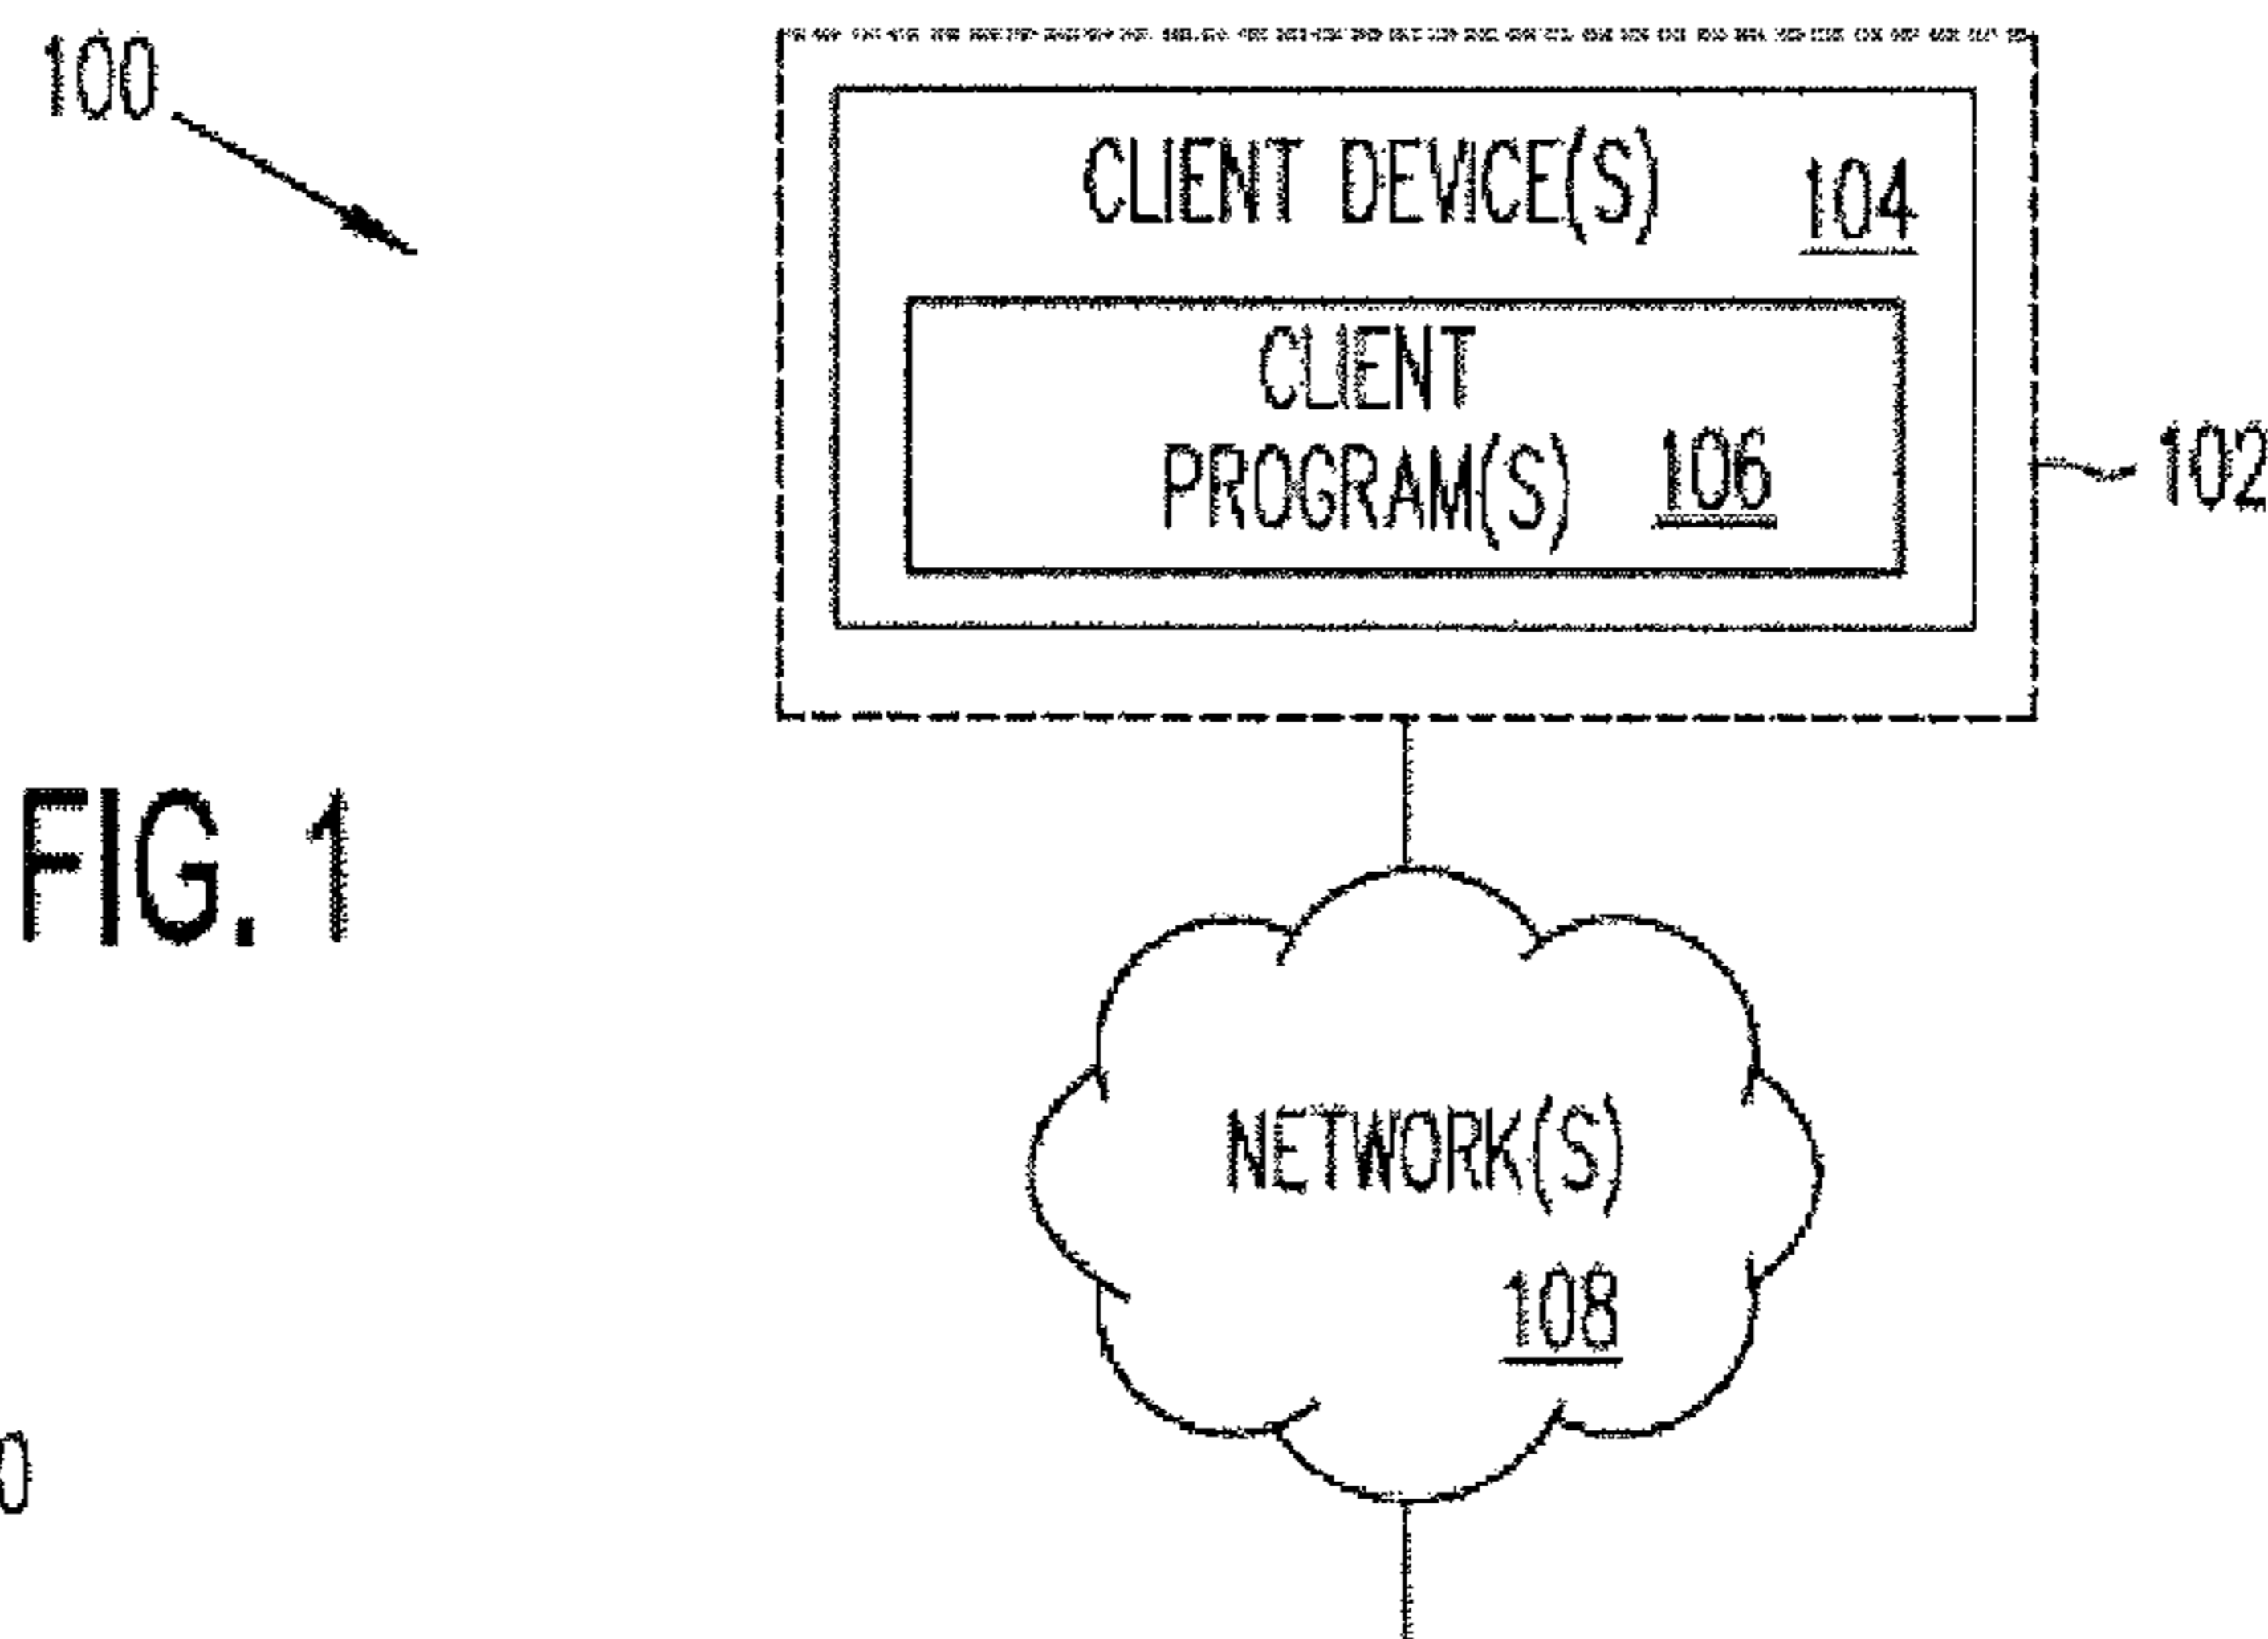 100
CLIENT DEVICE(S) 104
CLIENT
PROGRAM(S) 106
102
FIG. 1
NETWORK(S)
108